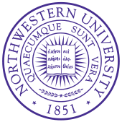 NORTHWESTERN UNIVERSITY
QUAECUMQUE SUNT VERA
1851